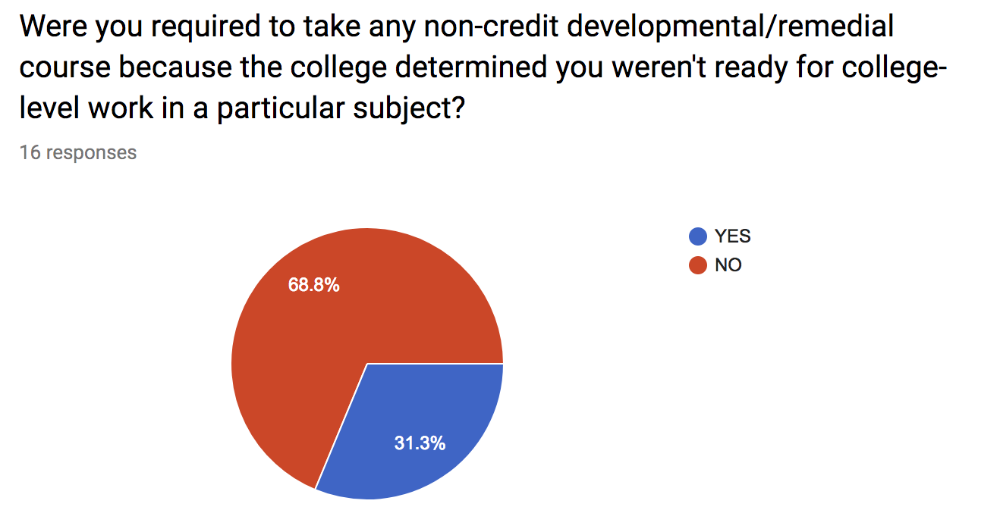 Were you required to take any non-credit developmental/remedial
course because the college determined you weren't ready for college-
level work in a particular subject?
16 responses
YES
NO
68.8%
31.3%